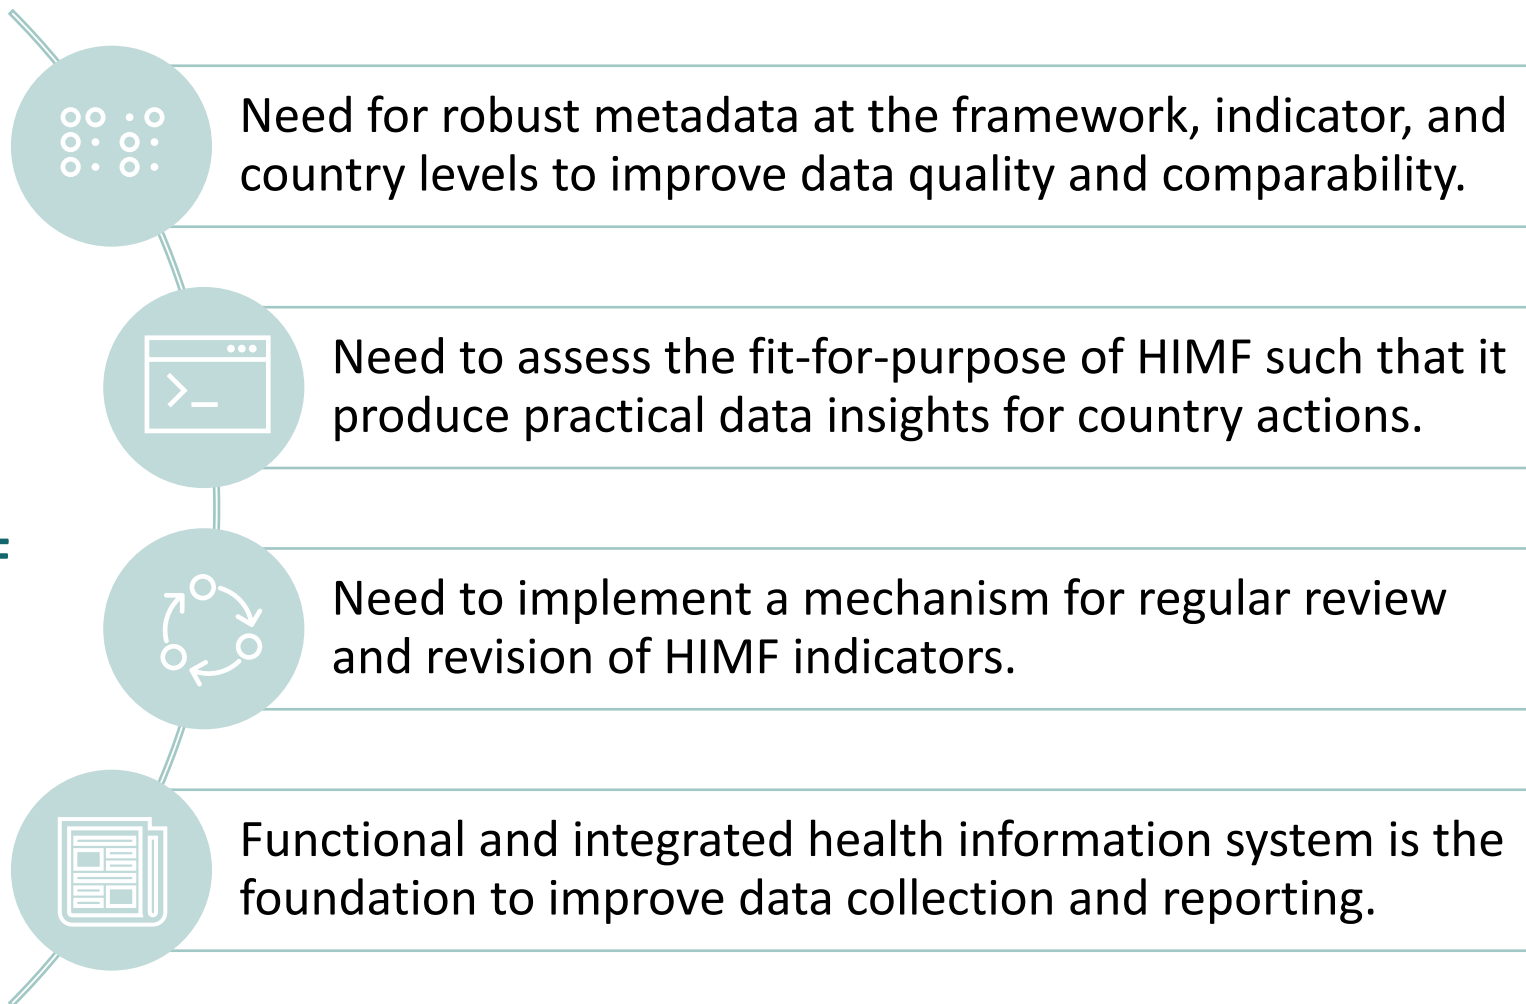 Need for robust metadata at the framework, indicator, and
country levels to improve data quality and comparability.
Need to assess the fit-for-purpose of HIMF such that it
produce practical data insights for country actions.
Need to implement a mechanism for regular review
and revision of HIMF indicators.
Functional and integrated health information system is the
foundation to improve data collection and reporting.